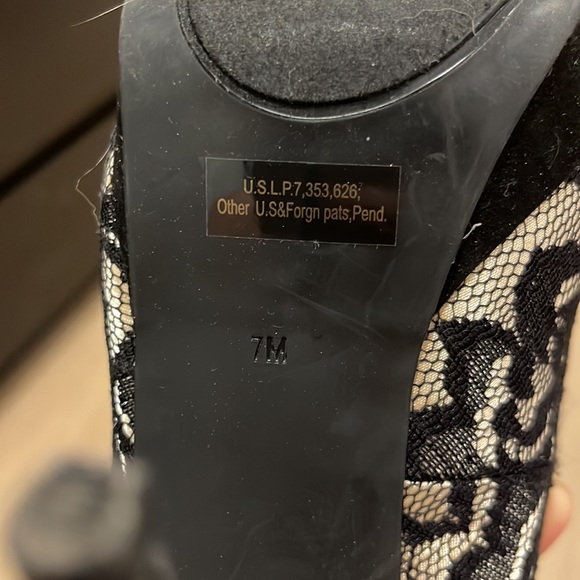 U.S.L.P.7,353,626;
Other U.S&Forgn pats,Pend.
7M